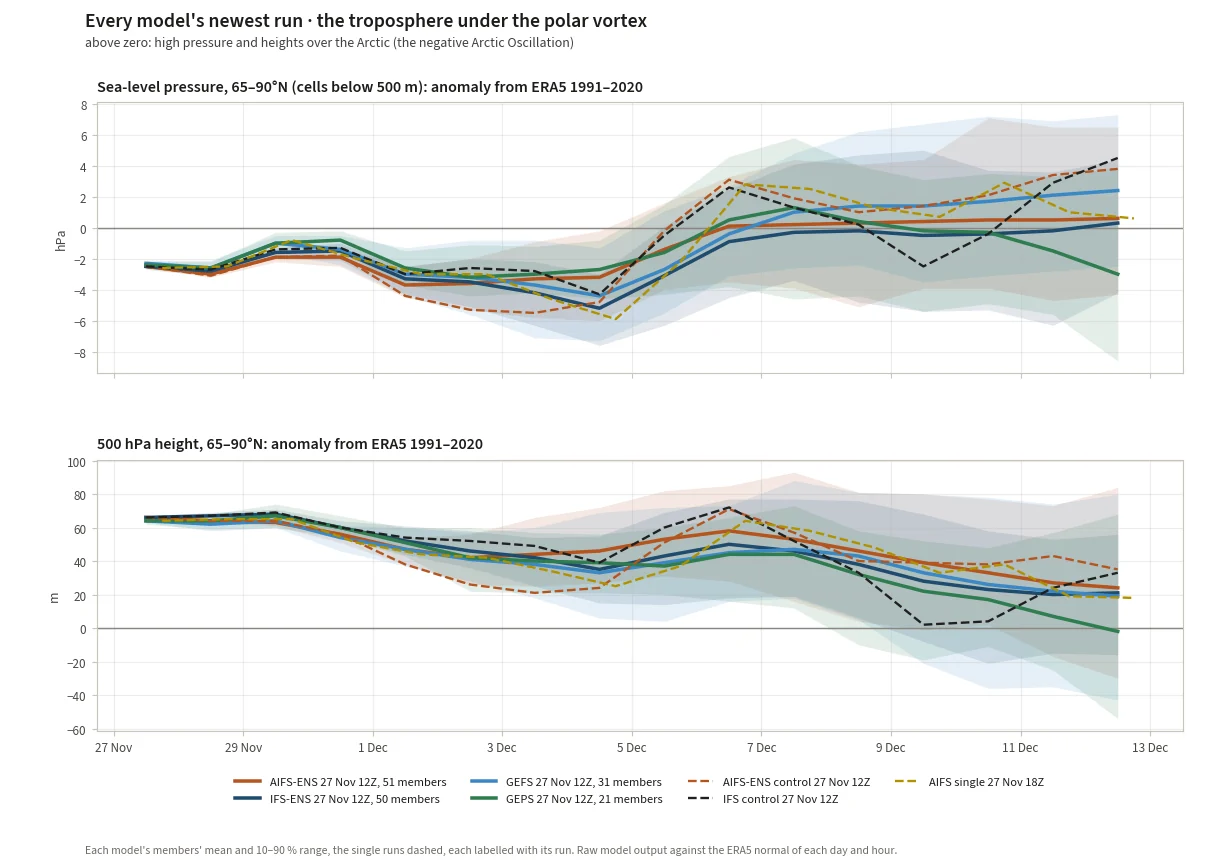 Every model's newest run · the troposphere under the polar vortex
above zero: high pressure and heights over the Arctic (the negative Arctic Oscillation)
Sea-level pressure, 65–90°N (cells below 500 m): anomaly from ERA5 1991–2020
8
6
4
2
0
−2
−4
−6
−8
hPa
500 hPa height, 65–90°N: anomaly from ERA5 1991–2020
100
80
60
40
20
0
−20
−40
−60
m
27 Nov 29 Nov 1 Dec 3 Dec 5 Dec 7 Dec 9 Dec 11 Dec 13 Dec
AIFS-ENS 27 Nov 12Z, 51 members GEFS 27 Nov 12Z, 31 members AIFS-ENS control 27 Nov 12Z AIFS single 27 Nov 18Z
IFS-ENS 27 Nov 12Z, 50 members GEPS 27 Nov 12Z, 21 members IFS control 27 Nov 12Z
Each model's members' mean and 10–90 % range, the single runs dashed, each labelled with its run. Raw model output against the ERA5 normal of each day and hour.